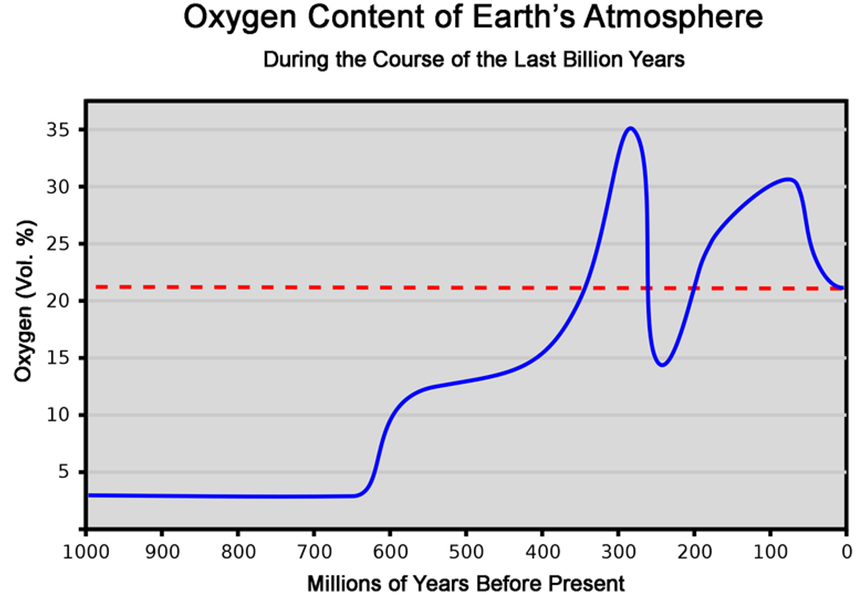 Oxygen Content of Earth’s Atmosphere
During the Course of the Last Billion Years
Oxygen (Vol. %)
35
30
25
20
15
10
5
1000 900 800 700 600 500 400 300 200 100 0
Millions of Years Before Present